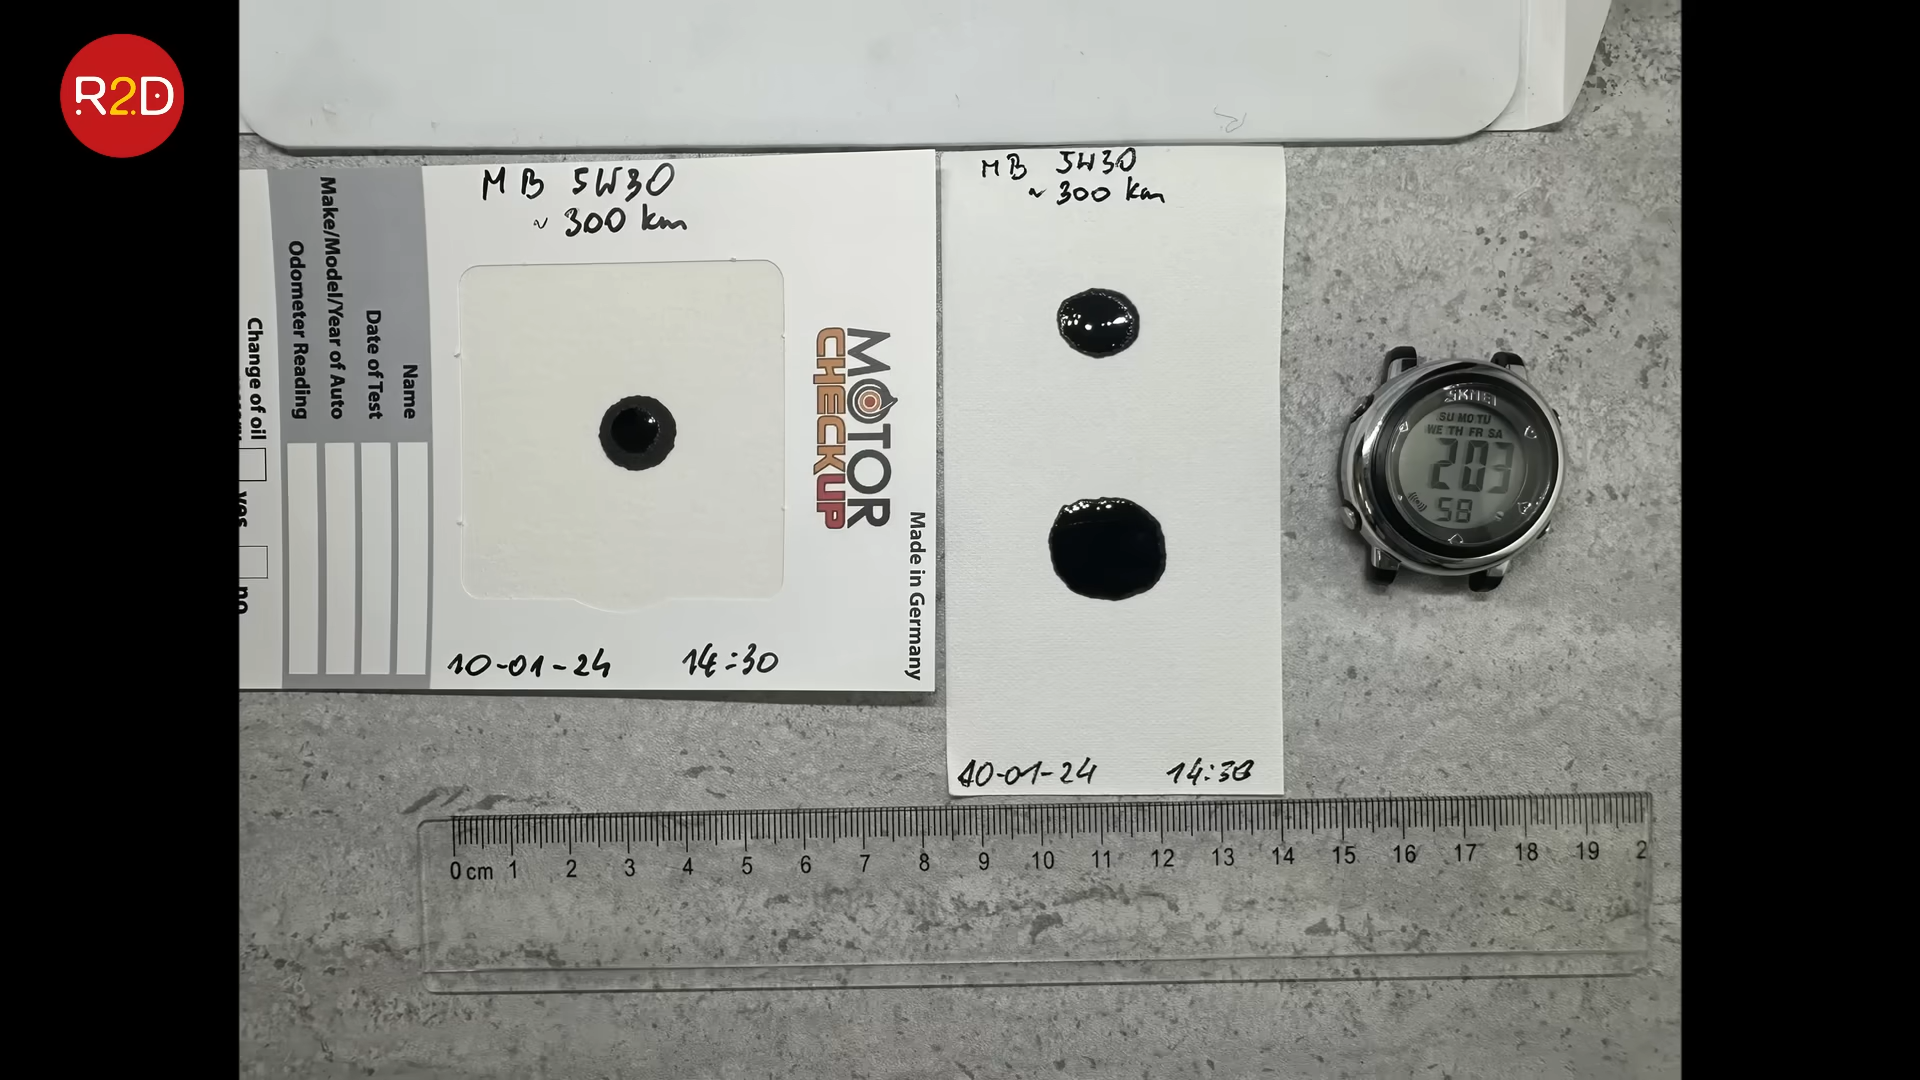 R2D
MB 5W30
~ 300 km
Name
Date of Test
Make/Model/Year of Auto
Odometer Reading
Change of oil
yes
no
MOTOR
CHECKUP
Made in Germany
10-01-24 14:30
MB 5W30
~ 300 km
10-01-24 14:30
SKMEI
SU MO TU
WE TH FR SA
203
58
0 cm 1 2 3 4 5 6 7 8 9 10 11 12 13 14 15 16 17 18 19 2